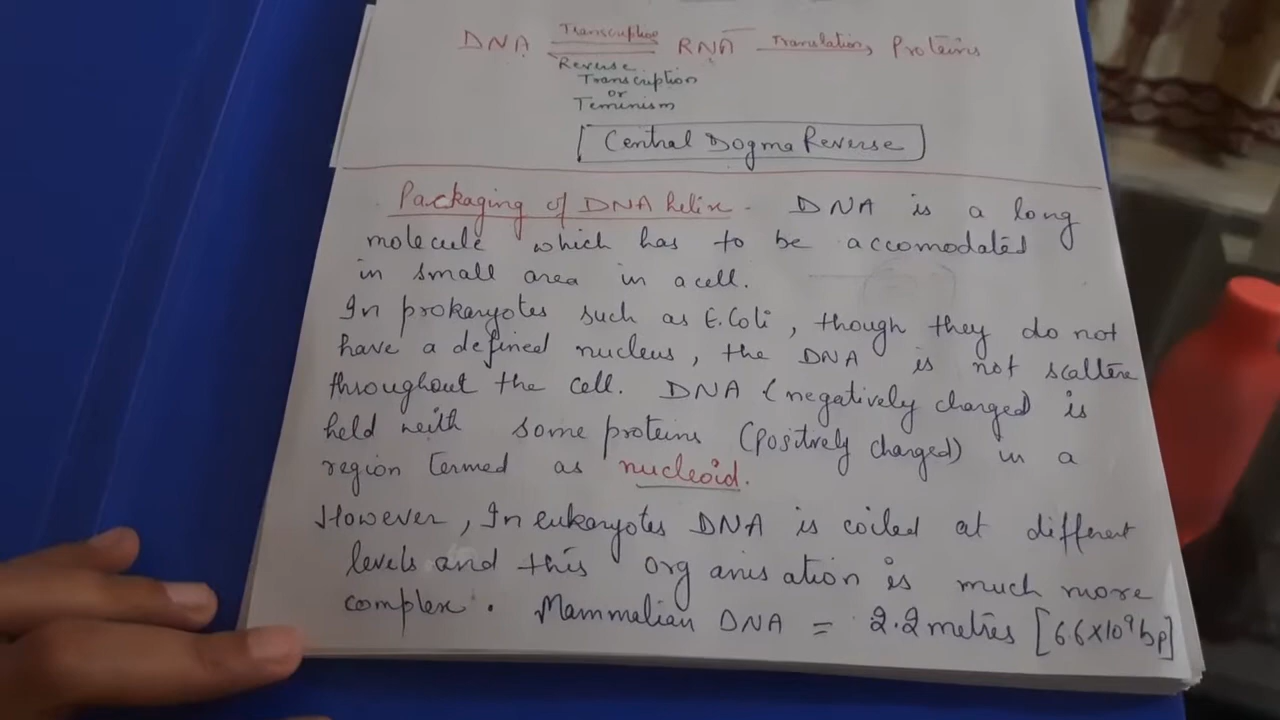 DNA Transcription RNA Translation Proteins
Reverse
Transcription
or
Teminism
Central Dogma Reverse
Packaging of DNA helix - DNA is a long
molecule which has to be accomodated
in small area in a cell.
In prokaryotes such as E.Coli, though they do not
have a defined nucleus, the DNA is not scattere
throughout the cell. DNA (negatively charged) is
held with some proteins (positively charged) in a
region termed as nucleoid.
However, In eukaryotes DNA is coiled at different
levels and this organisation is much more
complex. Mammalian DNA = 2.2 metres [6.6x10⁹bp]